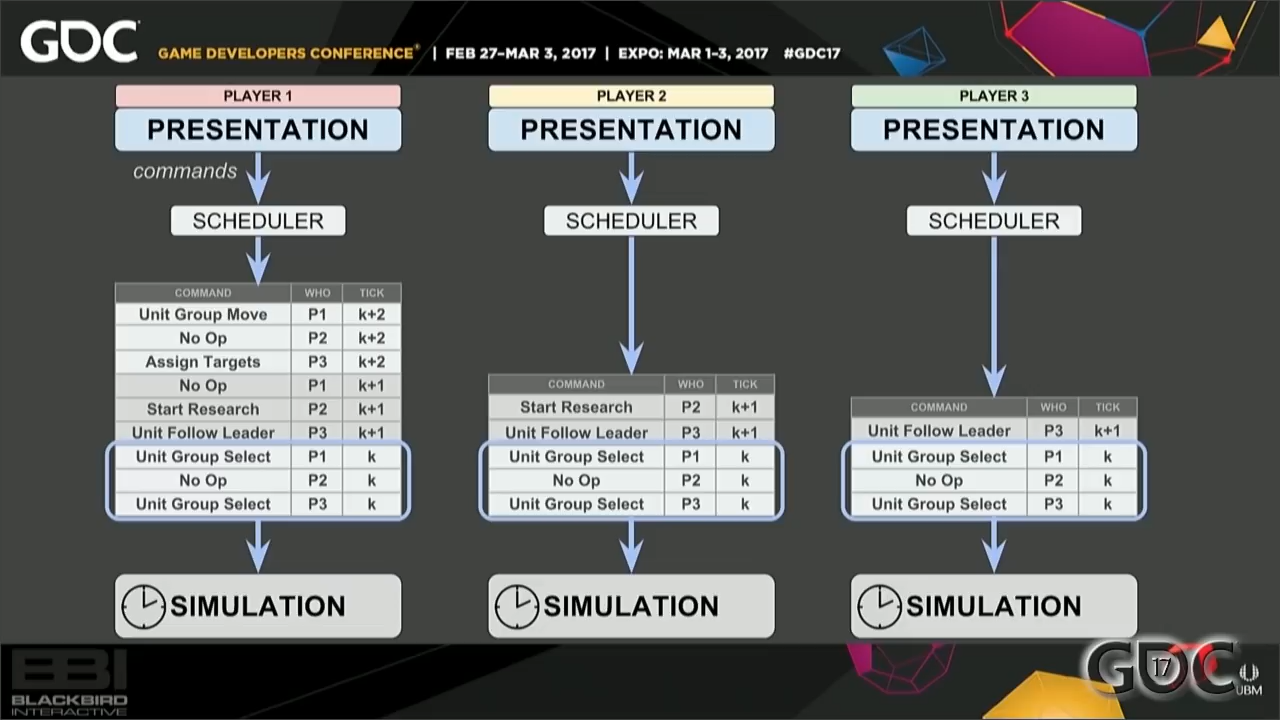 GDC GAME DEVELOPERS CONFERENCE® | FEB 27–MAR 3, 2017 | EXPO: MAR 1–3, 2017 #GDC17
PLAYER 1
PRESENTATION
commands
SCHEDULER
COMMAND WHO TICK
Unit Group Move P1 k+2
No Op P2 k+2
Assign Targets P3 k+2
No Op P1 k+1
Start Research P2 k+1
Unit Follow Leader P3 k+1
Unit Group Select P1 k
No Op P2 k
Unit Group Select P3 k
SIMULATION
PLAYER 2
PRESENTATION
SCHEDULER
COMMAND WHO TICK
Start Research P2 k+1
Unit Follow Leader P3 k+1
Unit Group Select P1 k
No Op P2 k
Unit Group Select P3 k
SIMULATION
PLAYER 3
PRESENTATION
SCHEDULER
COMMAND WHO TICK
Unit Follow Leader P3 k+1
Unit Group Select P1 k
No Op P2 k
Unit Group Select P3 k
SIMULATION
BBI
BLACKBIRD
INTERACTIVE
GDC 17
UBM